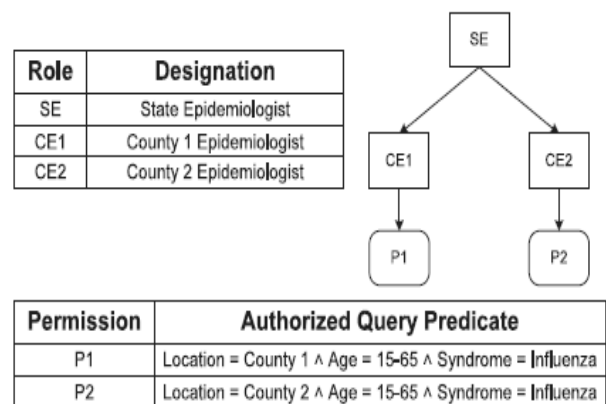 Role Designation
SE State Epidemiologist
CE1 County 1 Epidemiologist
CE2 County 2 Epidemiologist
SE
CE1 CE2
P1 P2
Permission Authorized Query Predicate
P1 Location = County 1 ∧ Age = 15-65 ∧ Syndrome = Influenza
P2 Location = County 2 ∧ Age = 15-65 ∧ Syndrome = Influenza